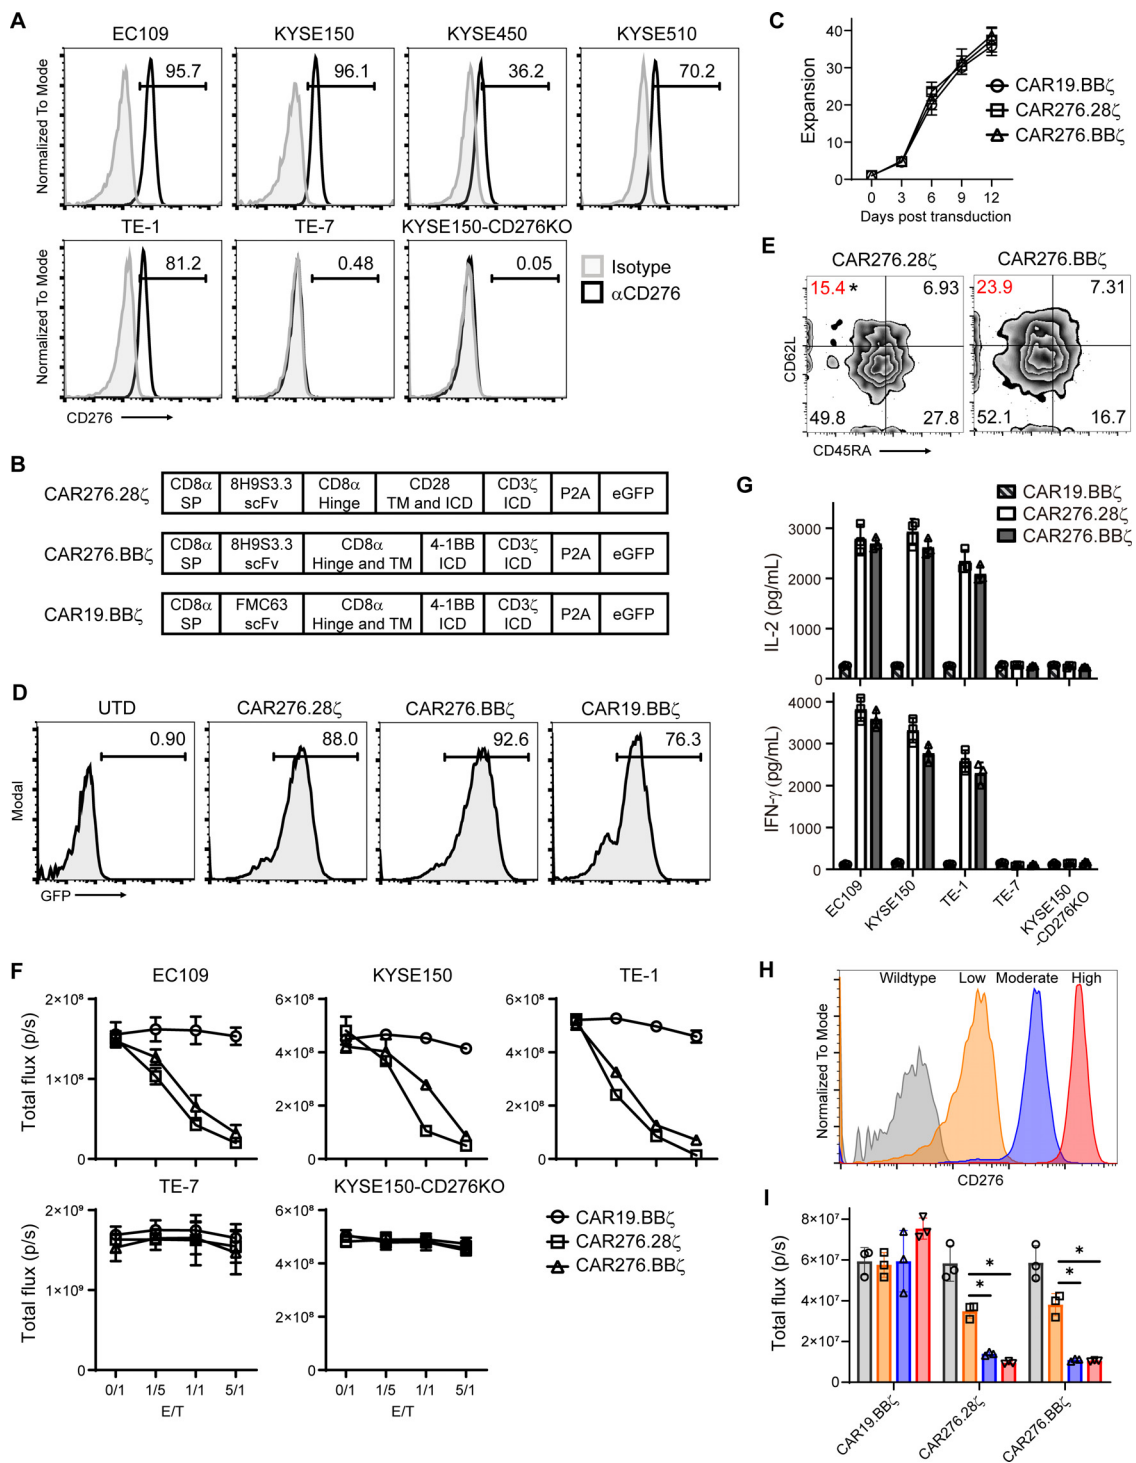 A
EC109
KYSE150
KYSE450
KYSE510
Normalized To Mode
95.7
96.1
36.2
70.2
TE-1
TE-7
KYSE150-CD276KO
Normalized To Mode
81.2
0.48
0.05
Isotype
αCD276
CD276
B
CAR276.28ζ
CD8α SP
8H9S3.3 scFv
CD8α Hinge
CD28 TM and ICD
CD3ζ ICD
P2A
eGFP
CAR276.BBζ
CD8α SP
8H9S3.3 scFv
CD8α Hinge and TM
4-1BB ICD
CD3ζ ICD
P2A
eGFP
CAR19.BBζ
CD8α SP
FMC63 scFv
CD8α Hinge and TM
4-1BB ICD
CD3ζ ICD
P2A
eGFP
C
Expansion
40
30
20
10
0
0 3 6 9 12
Days post transduction
CAR19.BBζ
CAR276.28ζ
CAR276.BBζ
D
UTD
CAR276.28ζ
CAR276.BBζ
CAR19.BBζ
Modal
0.90
88.0
92.6
76.3
GFP
E
CAR276.28ζ
CAR276.BBζ
15.4 *
6.93
23.9
7.31
CD62L
49.8
27.8
52.1
16.7
CD45RA
F
EC109
KYSE150
TE-1
Total flux (p/s)
2×10⁸
1×10⁸
0
6×10⁸
4×10⁸
2×10⁸
0
6×10⁸
4×10⁸
2×10⁸
0
TE-7
KYSE150-CD276KO
Total flux (p/s)
2×10⁹
1×10⁹
0
6×10⁸
4×10⁸
2×10⁸
0
0/1 1/5 1/1 5/1
E/T
0/1 1/5 1/1 5/1
E/T
CAR19.BBζ
CAR276.28ζ
CAR276.BBζ
G
CAR19.BBζ
CAR276.28ζ
CAR276.BBζ
IL-2 (pg/mL)
3000
2000
1000
0
IFN-γ (pg/mL)
4000
3000
2000
1000
0
EC109
KYSE150
TE-1
TE-7
KYSE150
-CD276KO
H
Wildtype
Low
Moderate
High
Normalized To Mode
CD276
I
Total flux (p/s)
8×10⁷
6×10⁷
4×10⁷
2×10⁷
0
*
*
*
*
CAR19.BBζ
CAR276.28ζ
CAR276.BBζ